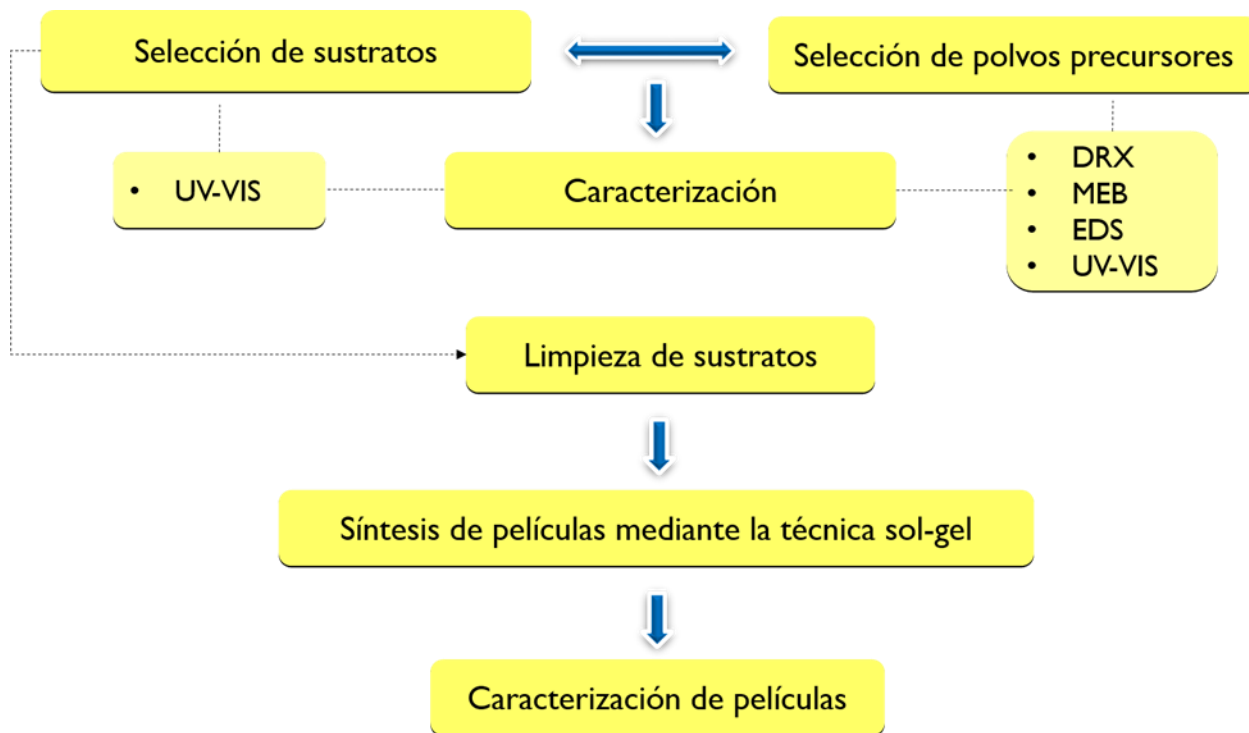 Selección de sustratos
Selección de polvos precursores
• UV-VIS
Caracterización
• DRX
• MEB
• EDS
• UV-VIS
Limpieza de sustratos
Síntesis de películas mediante la técnica sol-gel
Caracterización de películas